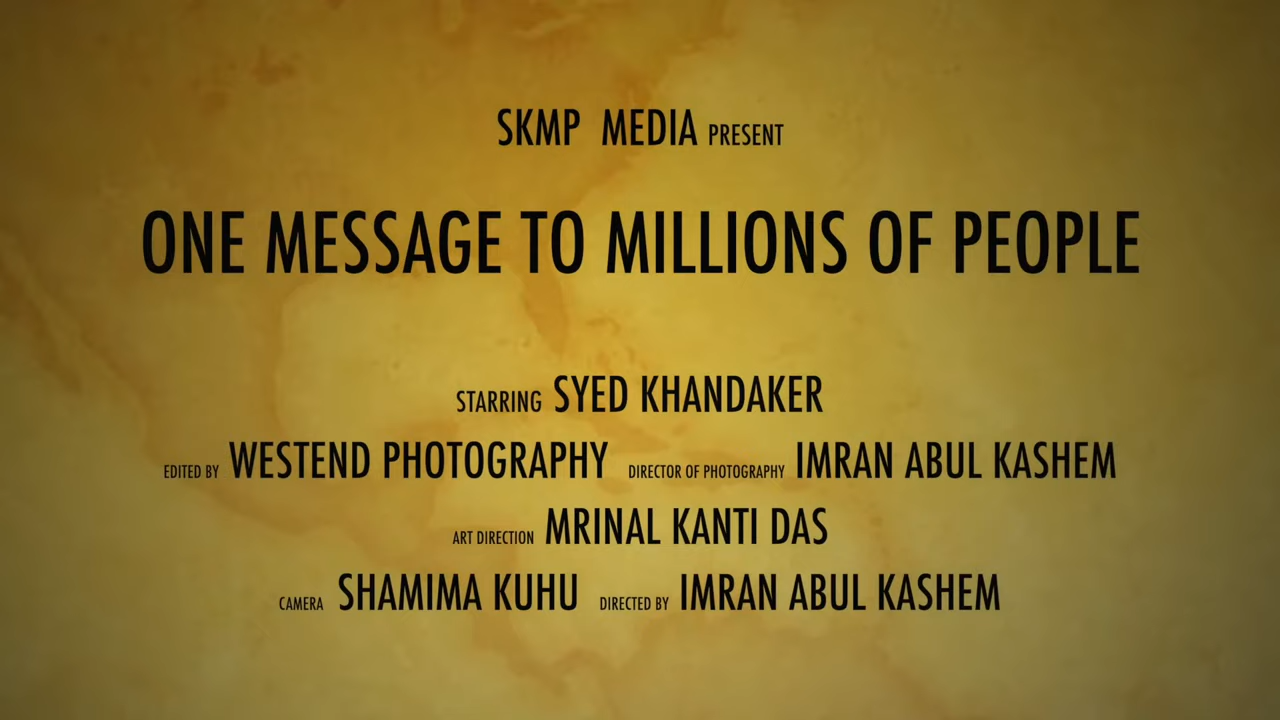 SKMP MEDIA PRESENT
ONE MESSAGE TO MILLIONS OF PEOPLE
STARRING SYED KHANDAKER
EDITED BY WESTEND PHOTOGRAPHY DIRECTOR OF PHOTOGRAPHY IMRAN ABUL KASHEM
ART DIRECTION MRINAL KANTI DAS
CAMERA SHAMIMA KUHU DIRECTED BY IMRAN ABUL KASHEM